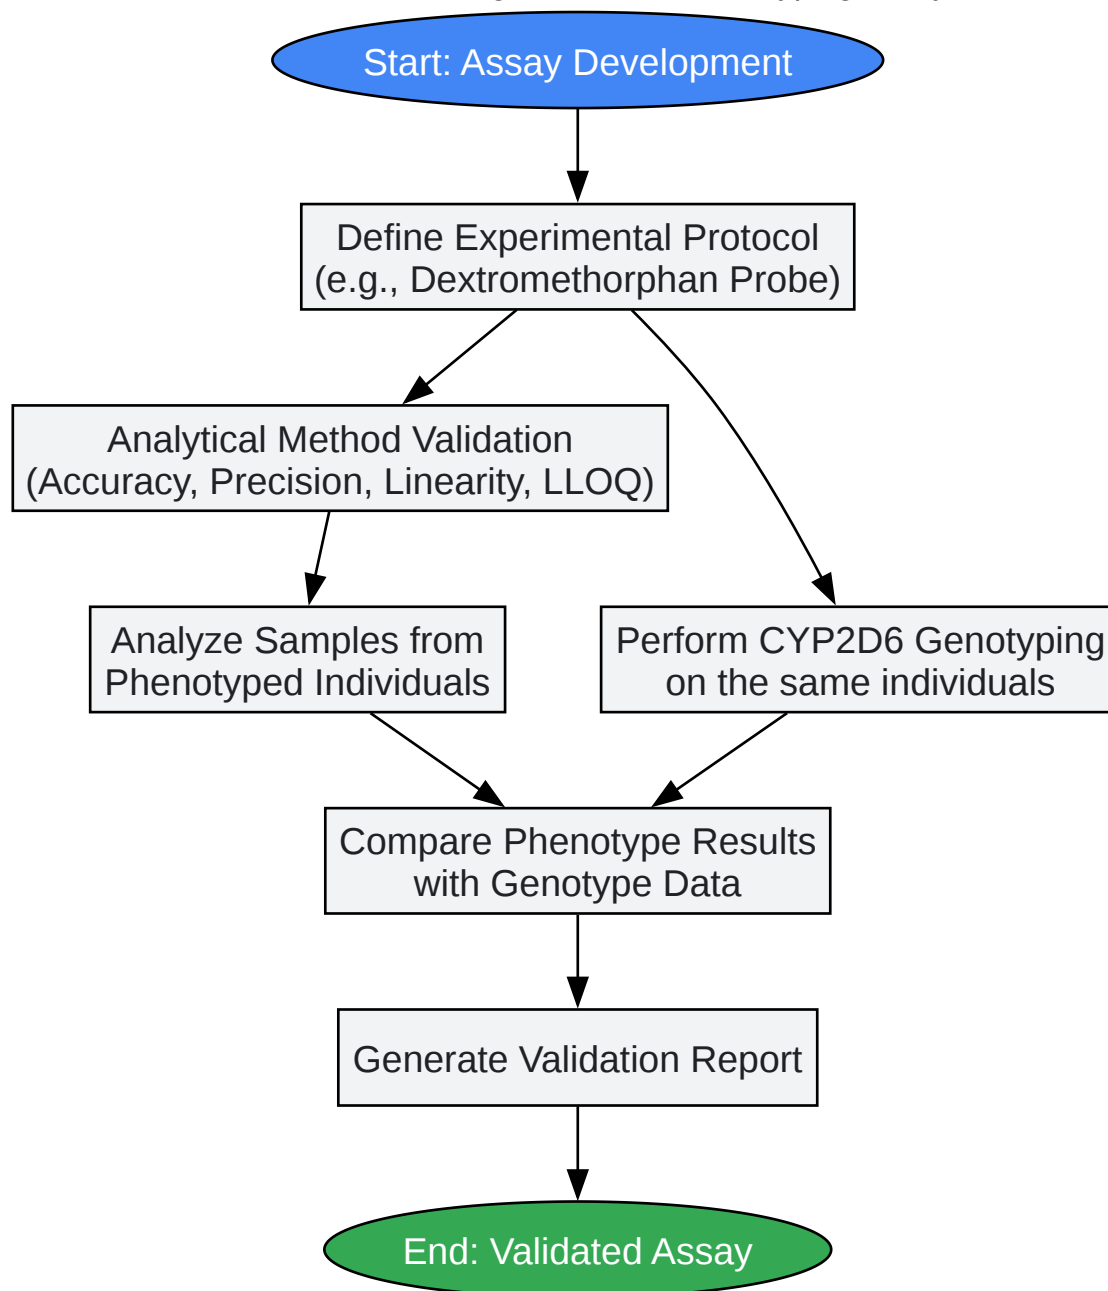 Start: Assay Development
Define Experimental Protocol
(e.g., Dextromethorphan Probe)
Analytical Method Validation
(Accuracy, Precision, Linearity, LLOQ)
Analyze Samples from
Phenotyped Individuals
Perform CYP2D6 Genotyping
on the same individuals
Compare Phenotype Results
with Genotype Data
Generate Validation Report
End: Validated Assay